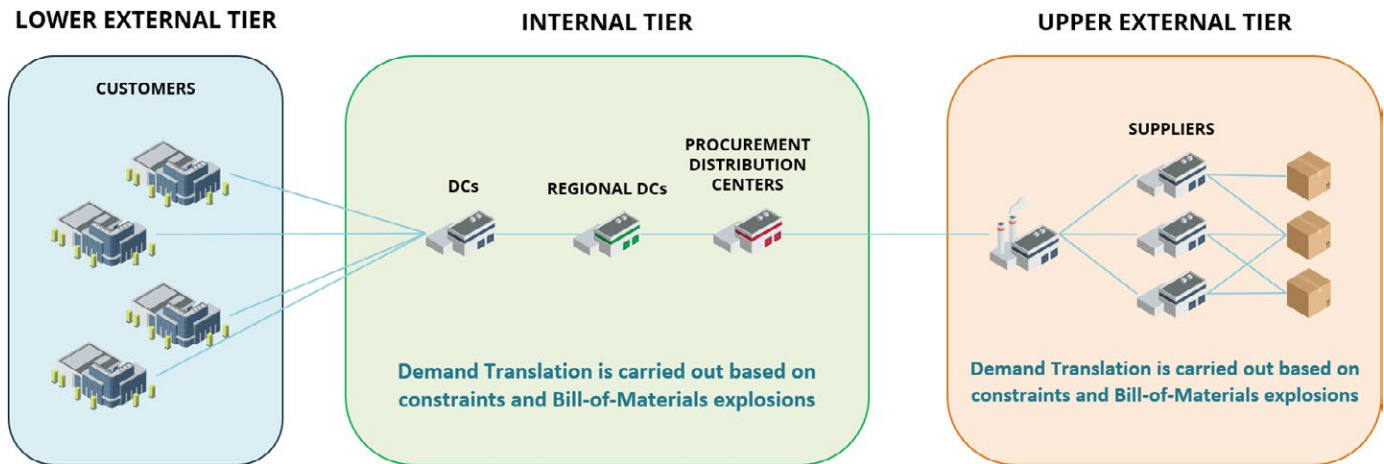 LOWER EXTERNAL TIER
INTERNAL TIER
UPPER EXTERNAL TIER
CUSTOMERS
DCs
REGIONAL DCs
PROCUREMENT
DISTRIBUTION
CENTERS
Demand Translation is carried out based on
constraints and Bill-of-Materials explosions
SUPPLIERS
Demand Translation is carried out based on
constraints and Bill-of-Materials explosions